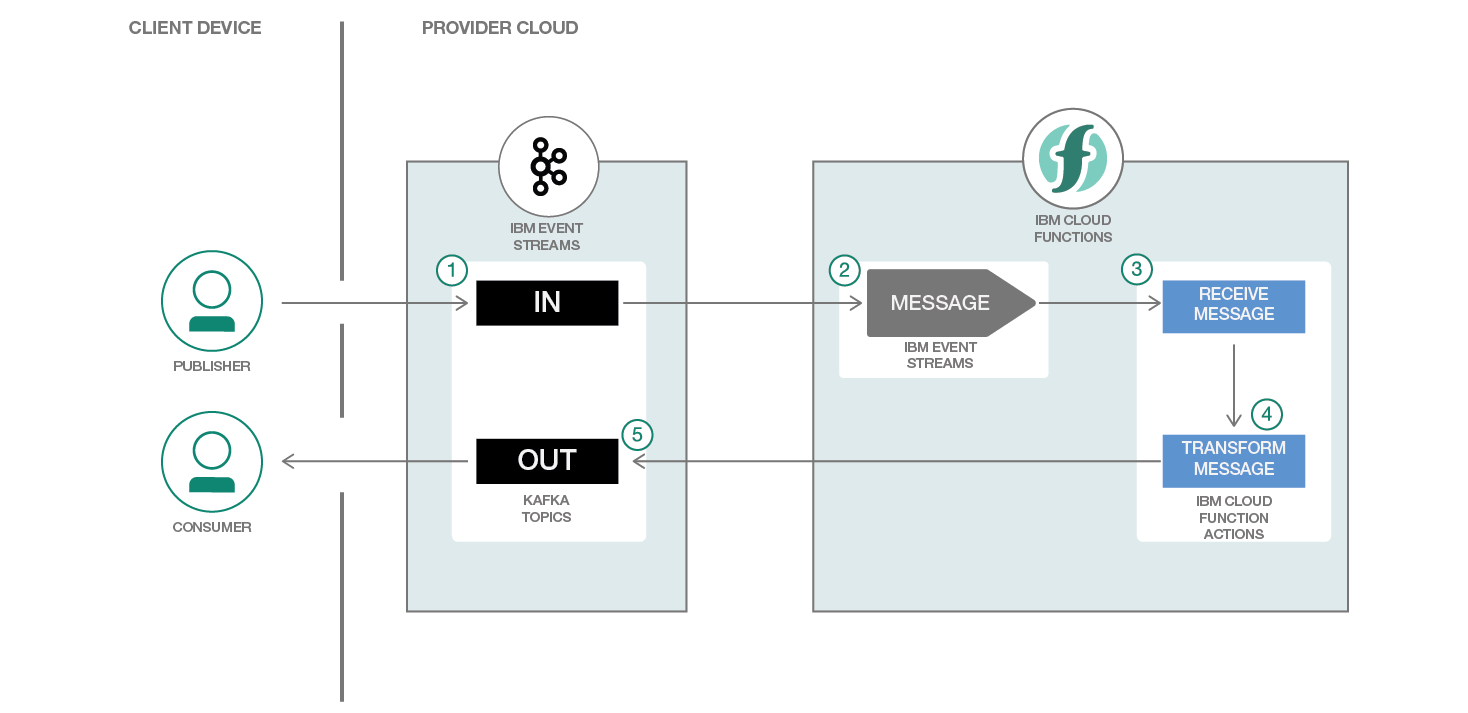 CLIENT DEVICE
PROVIDER CLOUD
IBM EVENT
STREAMS
IBM CLOUD
FUNCTIONS
PUBLISHER
1
IN
2
MESSAGE
IBM EVENT
STREAMS
3
RECEIVE
MESSAGE
4
TRANSFORM
MESSAGE
IBM CLOUD
FUNCTION
ACTIONS
5
OUT
KAFKA
TOPICS
CONSUMER